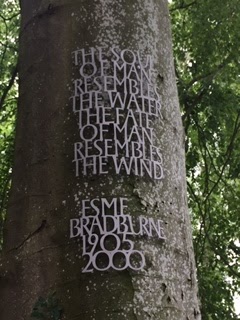 THE SOUL
OF MAN
RESEMBLES
THE WATER
THE FATE
OF MAN
RESEMBLES
THE WIND
ESME
BRADBURNE
1905
2000